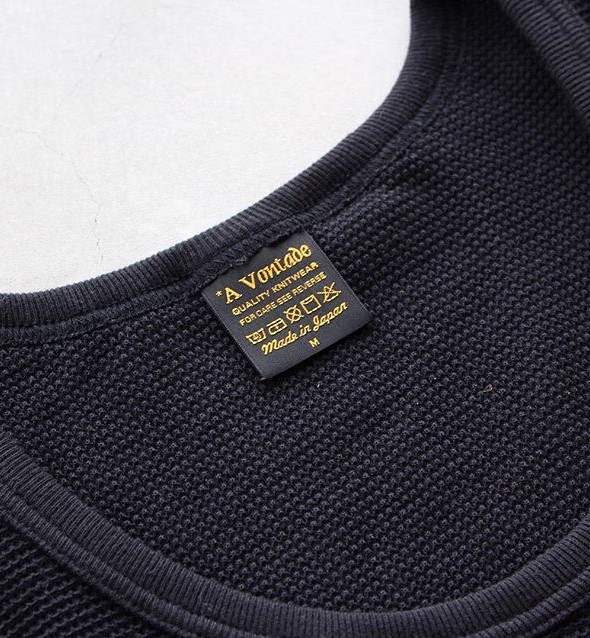 *A Vontade
QUALITY KNITWEAR
FOR CARE SEE REVERSE
Made in Japan
M